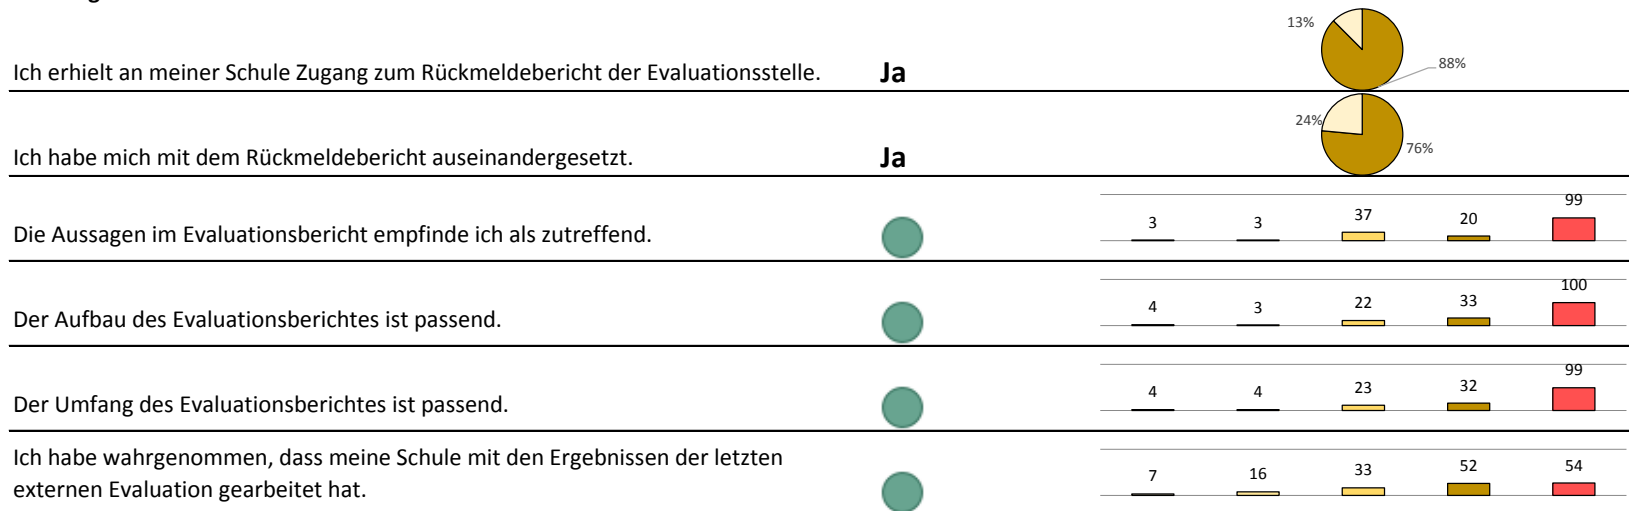 13%
Ich erhielt an meiner Schule Zugang zum Rückmeldebericht der Evaluationsstelle. Ja 88%
24%
Ich habe mich mit dem Rückmeldebericht auseinandergesetzt. Ja 76%
Die Aussagen im Evaluationsbericht empfinde ich als zutreffend. 3 3 37 20 99
Der Aufbau des Evaluationsberichtes ist passend. 4 3 22 33 100
Der Umfang des Evaluationsberichtes ist passend. 4 4 23 32 99
Ich habe wahrgenommen, dass meine Schule mit den Ergebnissen der letzten
externen Evaluation gearbeitet hat. 7 16 33 52 54